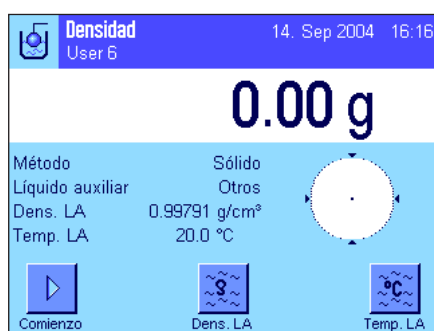 Densidad 14. Sep 2004 16:16
User 6
0.00 g
Método Sólido
Líquido auxiliar Otros
Dens. LA 0.99791 g/cm³
Temp. LA 20.0 °C
°C
Comienzo Dens. LA Temp. LA